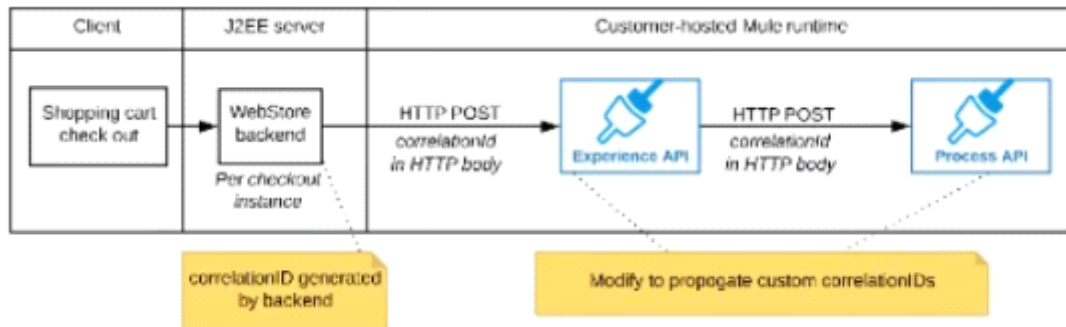 Client
J2EE server
Customer-hosted Mule runtime
Shopping cart
check out
WebStore
backend
Per checkout
instance
HTTP POST
correlationId
in HTTP body
Experience API
HTTP POST
correlationId
in HTTP body
Process API
correlationID generated
by backend
Modify to propogate custom correlationIDs